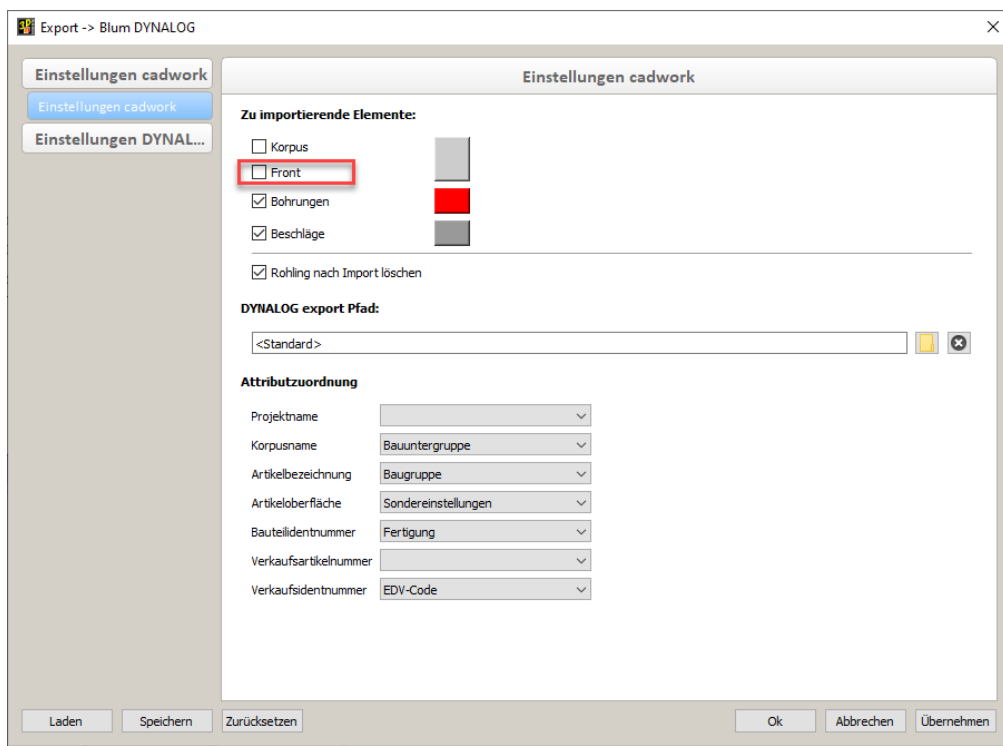 Export -> Blum DYNALOG
Einstellungen cadwork
Einstellungen cadwork
Einstellungen DYNAL...
Einstellungen cadwork
Zu importierende Elemente:
Korpus
Front
Bohrungen
Beschläge
Rohling nach Import löschen
DYNALOG export Pfad:
<Standard>
Attributzuordnung
Projektname
Korpusname Bauuntergruppe
Artikelbezeichnung Baugruppe
Artikeloberfläche Sondereinstellungen
Bauteilidentnummer Fertigung
Verkaufsartikelnummer
Verkaufsidentnummer EDV-Code
Laden Speichern Zurücksetzen Ok Abbrechen Übernehmen